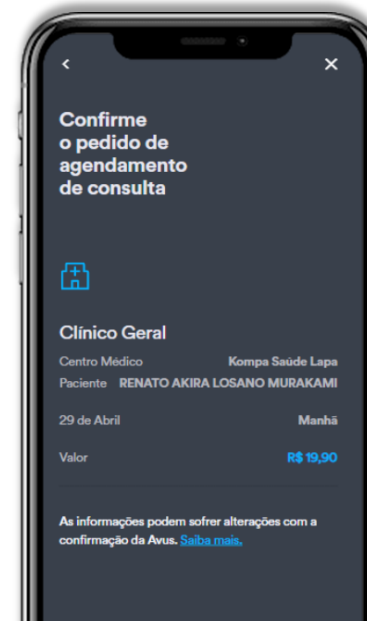 Confirme
o pedido de
agendamento
de consulta
Clínico Geral
Centro Médico Kompa Saúde Lapa
Paciente RENATO AKIRA LOSANO MURAKAMI
29 de Abril Manhã
Valor R$ 19,90
As informações podem sofrer alterações com a
confirmação da Avus. Saiba mais.